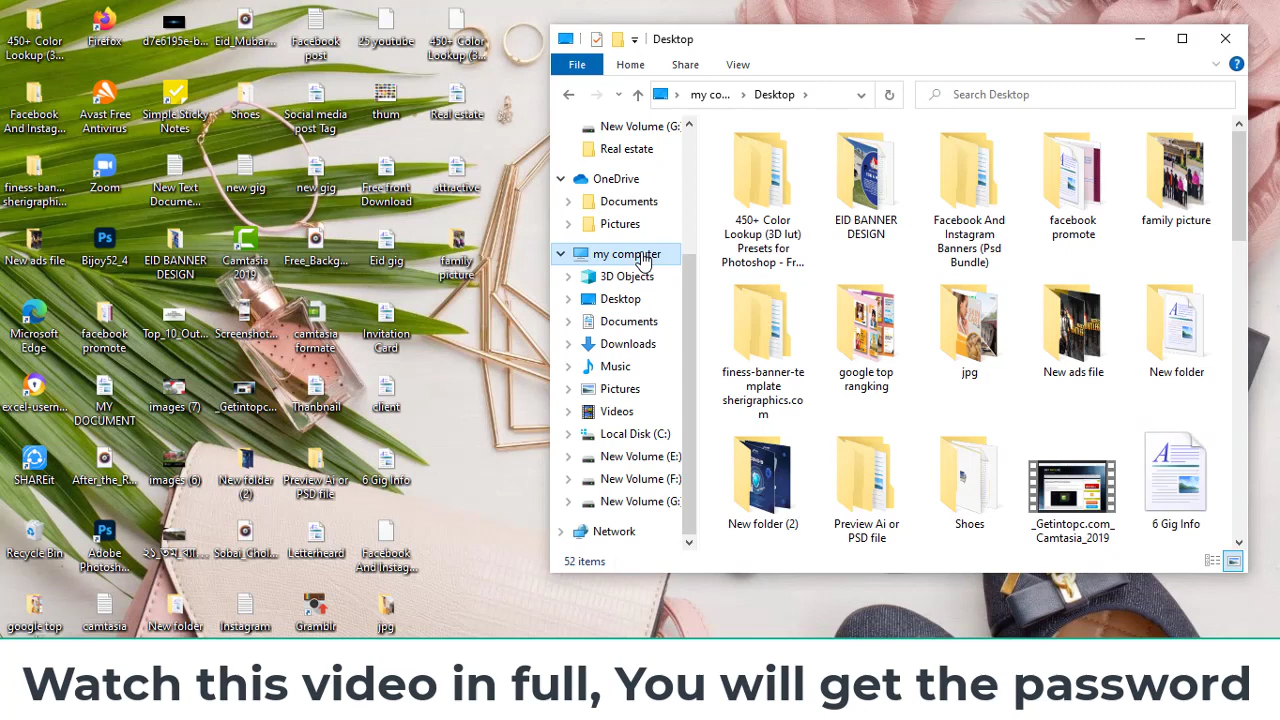 450+ Color
Lookup (3...
Firefox
d7e6195e-b...
Eid_Mubar...
Facebook
post
25 youtube
450+ Color
Lookup (3...
Facebook
And Instag...
Avast Free
Antivirus
Simple Sticky
Notes
Shoes
Social media
post Tag
thum
Real estate
finess-ban...
sherigraphi...
Zoom
New Text
Docume...
new gig
new gig
Free front
Download
attractive
New ads file
Bijoy52_4
EID BANNER
DESIGN
Camtasia
2019
Free_Backg...
Eid gig
family
picture
Microsoft
Edge
facebook
promote
Top_10_Out...
Screenshot...
camtasia
formate
Invitation
Card
excel-usern...
MY
DOCUMENT
images (7)
_Getintopc...
Thanbnail
client
SHAREit
After_the_R...
images (6)
New folder
(2)
Preview Ai or
PSD file
6 Gig Info
Recycle Bin
Adobe
Photosh...
Sobai_Chol...
Letterheard
Facebook
And Instag...
google top
camtasia
New folder
Instagram
Gramblr
jpg
Desktop
File
Home
Share
View
my co...
Desktop
Search Desktop
New Volume (G:
Real estate
OneDrive
Documents
Pictures
my computer
3D Objects
Desktop
Documents
Downloads
Music
Pictures
Videos
Local Disk (C:)
New Volume (E:)
New Volume (F:)
New Volume (G:
Network
450+ Color
Lookup (3D lut)
Presets for
Photoshop - Fr...
EID BANNER
DESIGN
Facebook And
Instagram
Banners (Psd
Bundle)
facebook
promote
family picture
finess-banner-te
mplate
sherigraphics.co
m
google top
rangking
jpg
New ads file
New folder
New folder (2)
Preview Ai or
PSD file
Shoes
_Getintopc.com_
Camtasia_2019
6 Gig Info
52 items
Watch this video in full, You will get the password